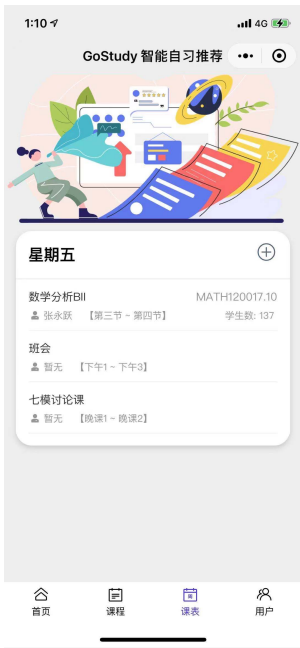 1:10 4G
GoStudy 智能自习推荐
星期五
数学分析BII MATH120017.10
张永跃 【第三节 ~ 第四节】 学生数: 137
班会
暂无 【下午1 ~ 下午3】
七模讨论课
暂无 【晚课1 ~ 晚课2】
首页 课程 课表 用户